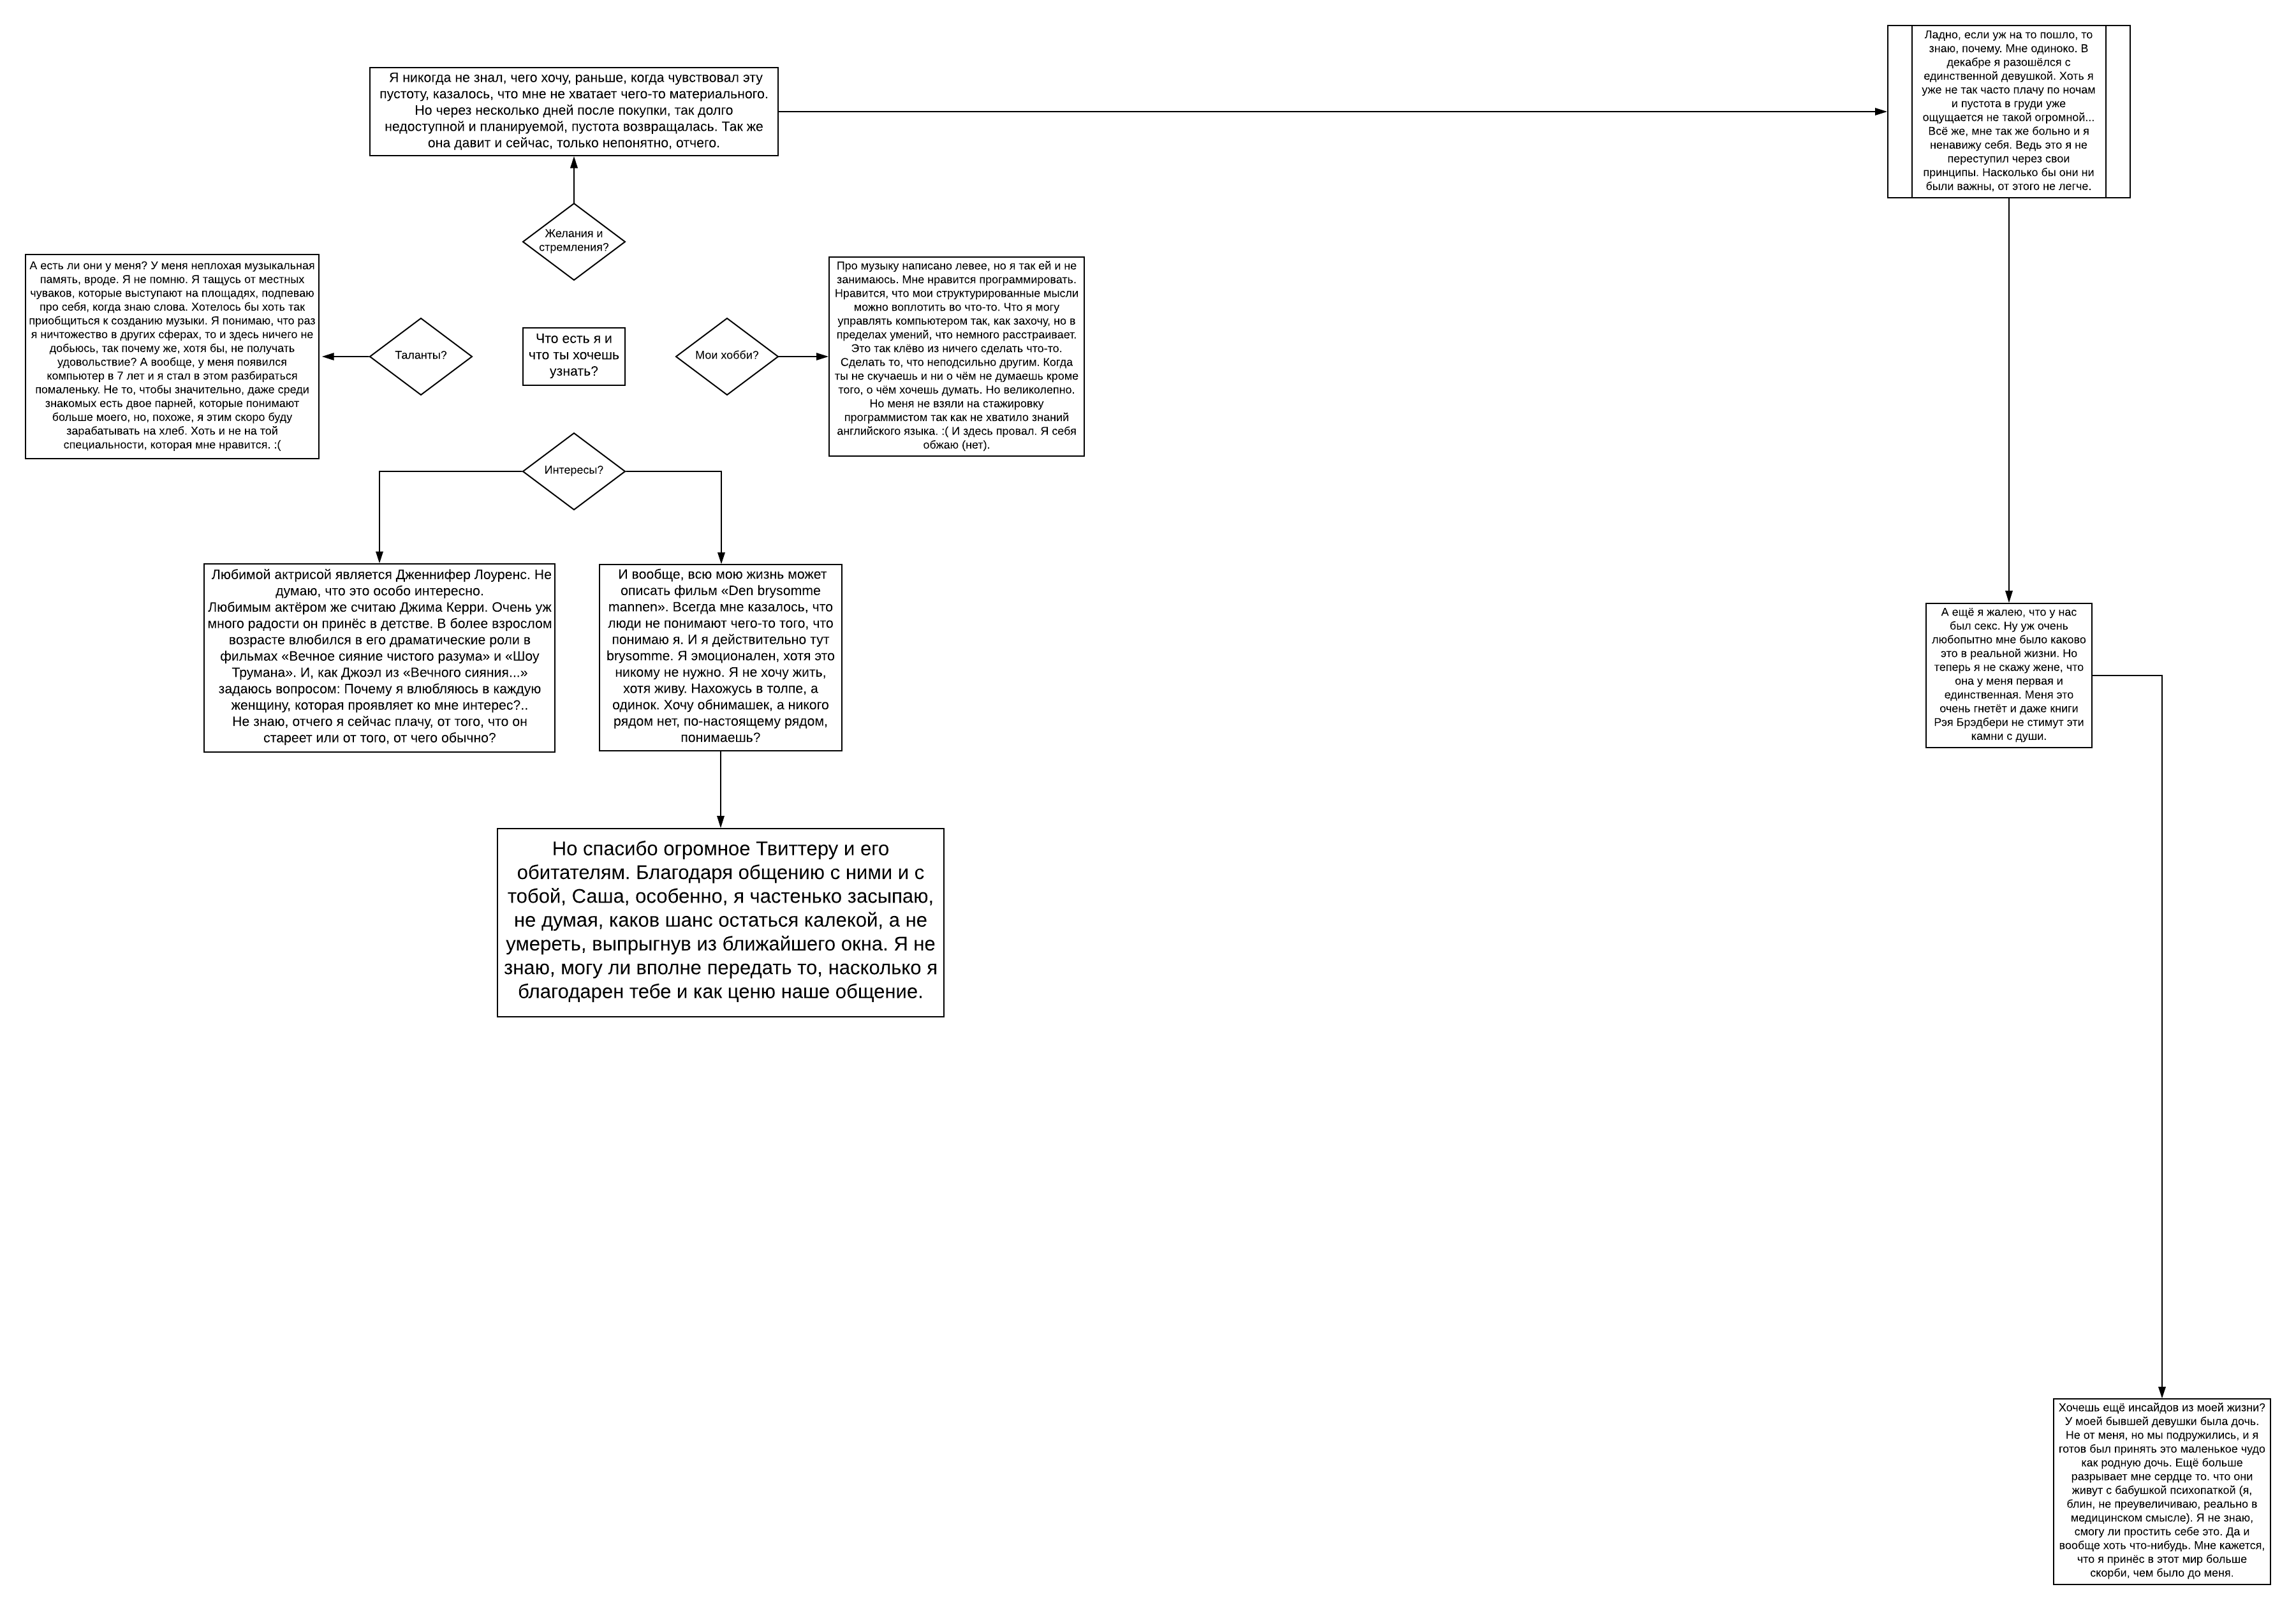 Я никогда не знал, чего хочу, раньше, когда чувствовал эту
пустоту, казалось, что мне не хватает чего-то материального.
Но через несколько дней после покупки, так долго
недоступной и планируемой, пустота возвращалась. Так же
она давит и сейчас, только непонятно, отчего.
Ладно, если уж на то пошло, то
знаю, почему. Мне одиноко. В
декабре я разошёлся с
единственной девушкой. Хоть я
уже не так часто плачу по ночам
и пустота в груди уже
ощущается не такой огромной...
Всё же, мне так же больно и я
ненавижу себя. Ведь это я не
переступил через свои
принципы. Насколько бы они ни
были важны, от этого не легче.
Желания и
стремления?
А есть ли они у меня? У меня неплохая музыкальная
память, вроде. Я не помню. Я тащусь от местных
чуваков, которые выступают на площадях, подпеваю
про себя, когда знаю слова. Хотелось бы хоть так
приобщиться к созданию музыки. Я понимаю, что раз
я ничтожество в других сферах, то и здесь ничего не
добьюсь, так почему же, хотя бы, не получать
удовольствие? А вообще, у меня появился
компьютер в 7 лет и я стал в этом разбираться
помаленьку. Не то, чтобы значительно, даже среди
знакомых есть двое парней, которые понимают
больше моего, но, похоже, я этим скоро буду
зарабатывать на хлеб. Хоть и не на той
специальности, которая мне нравится. :(
Таланты?
Что есть я и
что ты хочешь
узнать?
Мои хобби?
Про музыку написано левее, но я так ей и не
занимаюсь. Мне нравится программировать.
Нравится, что мои структурированные мысли
можно воплотить во что-то. Что я могу
управлять компьютером так, как захочу, но в
пределах умений, что немного расстраивает.
Это так клёво из ничего сделать что-то.
Сделать то, что неподсильно другим. Когда
ты не скучаешь и ни о чём не думаешь кроме
того, о чём хочешь думать. Но великолепно.
Но меня не взяли на стажировку
программистом так как не хватило знаний
английского языка. :( И здесь провал. Я себя
обжаю (нет).
Интересы?
Любимой актрисой является Дженнифер Лоуренс. Не
думаю, что это особо интересно.
Любимым актёром же считаю Джима Керри. Очень уж
много радости он принёс в детстве. В более взрослом
возрасте влюбился в его драматические роли в
фильмах «Вечное сияние чистого разума» и «Шоу
Трумана». И, как Джоэл из «Вечного сияния...»
задаюсь вопросом: Почему я влюбляюсь в каждую
женщину, которая проявляет ко мне интерес?..
Не знаю, отчего я сейчас плачу, от того, что он
стареет или от того, от чего обычно?
И вообще, всю мою жизнь может
описать фильм «Den brysomme
mannen». Всегда мне казалось, что
люди не понимают чего-то того, что
понимаю я. И я действительно тут
brysomme. Я эмоционален, хотя это
никому не нужно. Я не хочу жить,
хотя живу. Нахожусь в толпе, а
одинок. Хочу обнимашек, а никого
рядом нет, по-настоящему рядом,
понимаешь?
А ещё я жалею, что у нас
был секс. Ну уж очень
любопытно мне было каково
это в реальной жизни. Но
теперь я не скажу жене, что
она у меня первая и
единственная. Меня это
очень гнетёт и даже книги
Рэя Брэдбери не стимут эти
камни с души.
Но спасибо огромное Твиттеру и его
обитателям. Благодаря общению с ними и с
тобой, Саша, особенно, я частенько засыпаю,
не думая, каков шанс остаться калекой, а не
умереть, выпрыгнув из ближайшего окна. Я не
знаю, могу ли вполне передать то, насколько я
благодарен тебе и как ценю наше общение.
Хочешь ещё инсайдов из моей жизни?
У моей бывшей девушки была дочь.
Не от меня, но мы подружились, и я
готов был принять это маленькое чудо
как родную дочь. Ещё больше
разрывает мне сердце то. что они
живут с бабушкой психопаткой (я,
блин, не преувеличиваю, реально в
медицинском смысле). Я не знаю,
смогу ли простить себе это. Да и
вообще хоть что-нибудь. Мне кажется,
что я принёс в этот мир больше
скорби, чем было до меня.